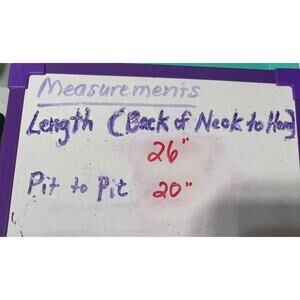 Measurements
Length (Back of Neck to Hem)
26"
Pit to Pit 20"